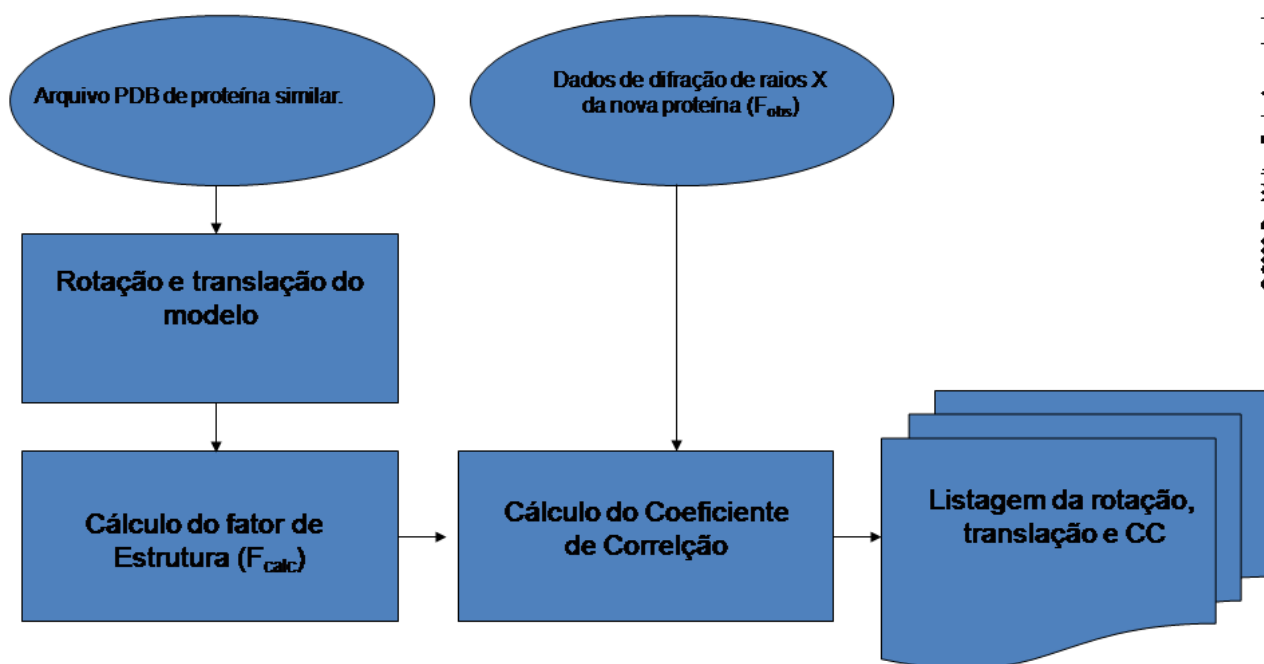 Arquivo PDB de proteína similar.
Dados de difração de raios X
da nova proteína (Fobs)
Rotação e translação do
modelo
Cálculo do fator de
Estrutura (Fcalc)
Cálculo do Coeficiente
de Correlção
Listagem da rotação,
translação e CC